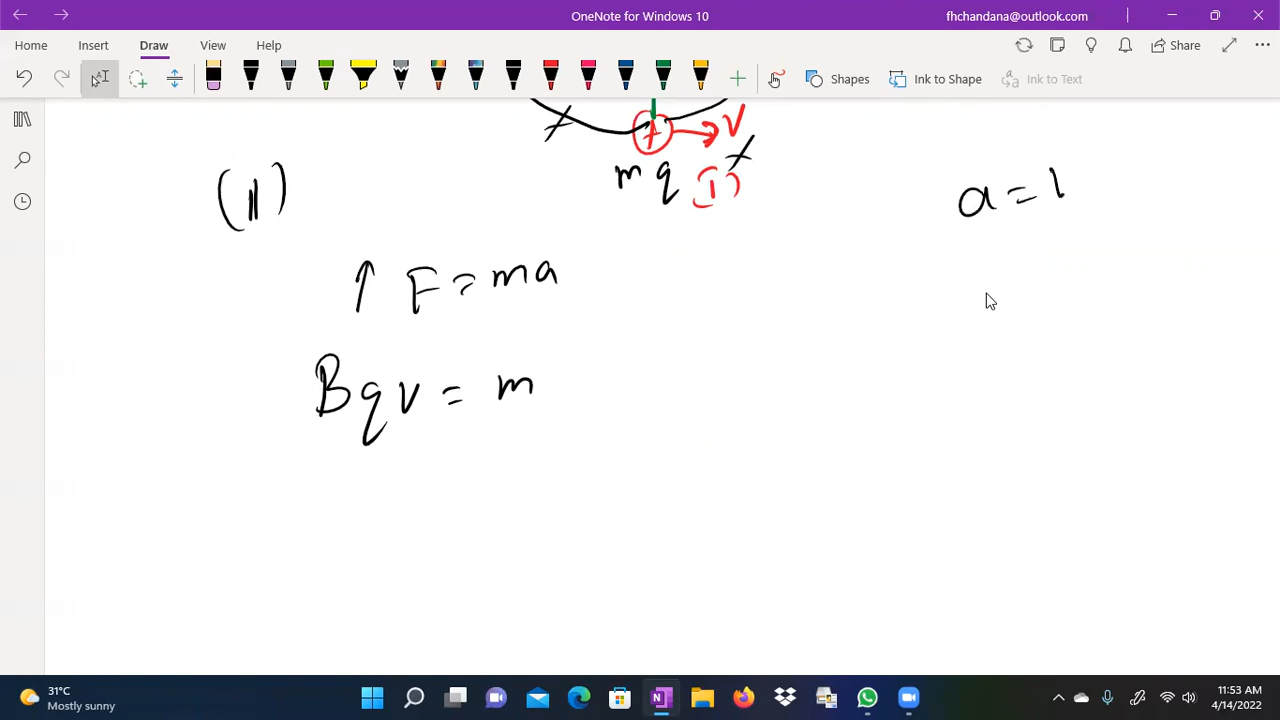 OneNote for Windows 10
fhchandana@outlook.com
Home Insert Draw View Help
Share
Shapes
Ink to Shape
Ink to Text
+ V
m q (I)
(II)
a =
↑ F = ma
Bqv = m
31°C
Mostly sunny
11:53 AM
4/14/2022